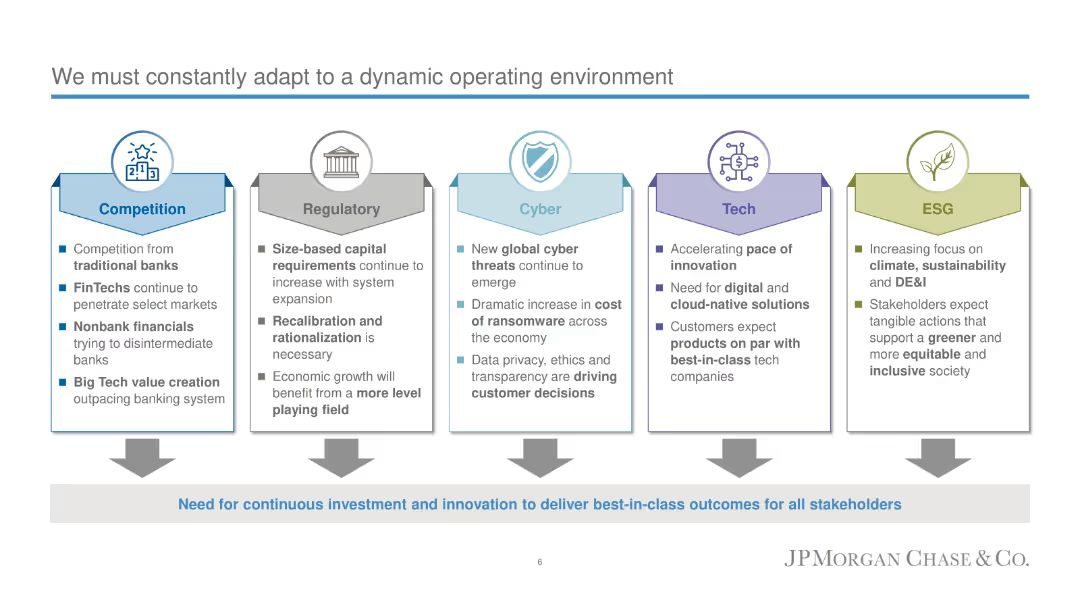 We must constantly adapt to a dynamic operating environment
2 1 3
Competition
Competition from
traditional banks
FinTechs continue to
penetrate select markets
Nonbank financials
trying to disintermediate
banks
Big Tech value creation
outpacing banking system
Regulatory
Size-based capital
requirements continue to
increase with system
expansion
Recalibration and
rationalization is
necessary
Economic growth will
benefit from a more level
playing field
Cyber
New global cyber
threats continue to
emerge
Dramatic increase in cost
of ransomware across
the economy
Data privacy, ethics and
transparency are driving
customer decisions
$
Tech
Accelerating pace of
innovation
Need for digital and
cloud-native solutions
Customers expect
products on par with
best-in-class tech
companies
ESG
Increasing focus on
climate, sustainability
and DE&I
Stakeholders expect
tangible actions that
support a greener and
more equitable and
inclusive society
Need for continuous investment and innovation to deliver best-in-class outcomes for all stakeholders
6
JPMORGAN CHASE & CO.